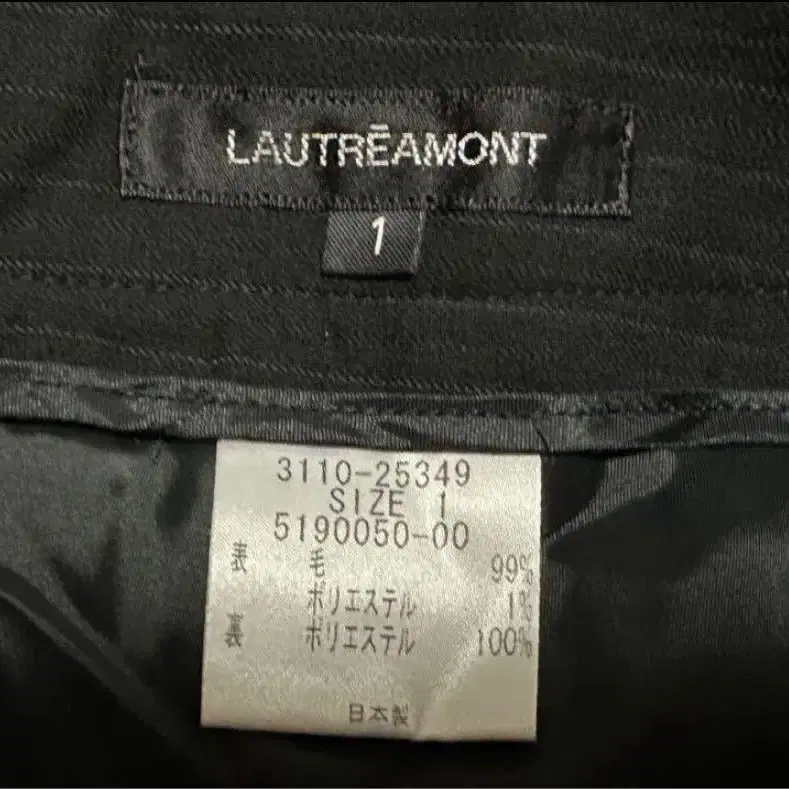 LAUTRĒAMONT
1
3110-25349
SIZE 1
5190050-00
表 毛 99%
ポリエステル 1%
裏 ポリエステル 100%
日本製